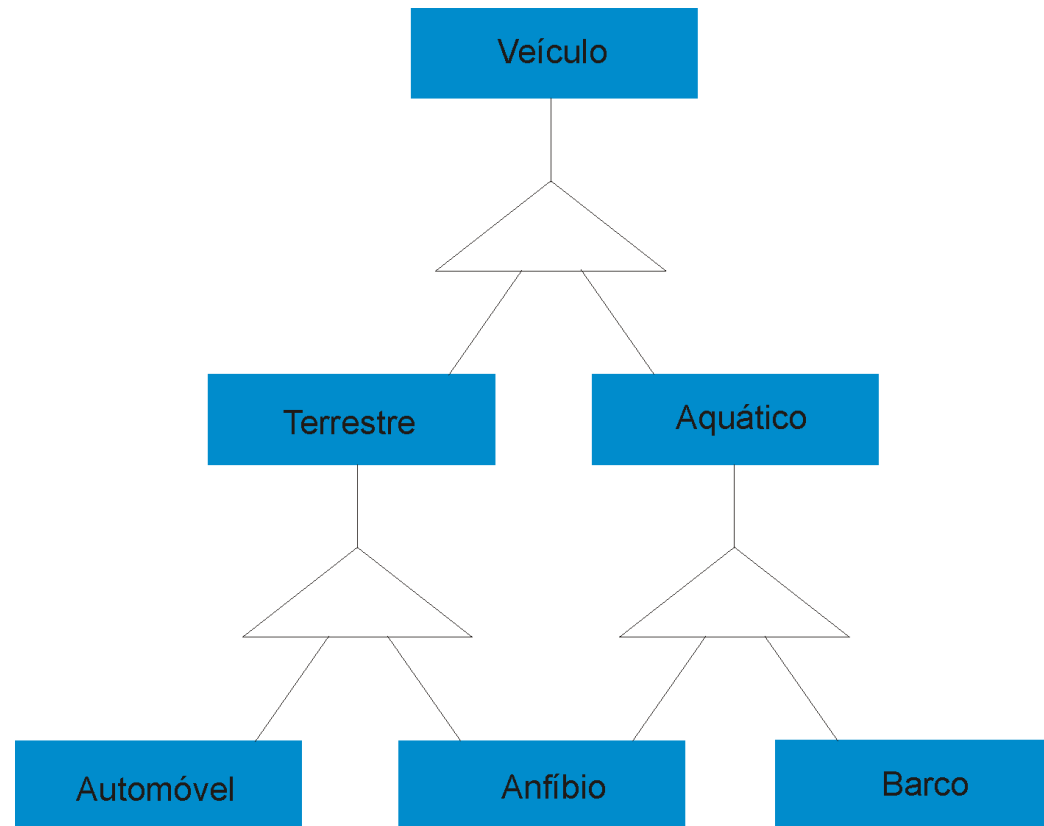 Veículo
Terrestre
Aquático
Automóvel
Anfíbio
Barco